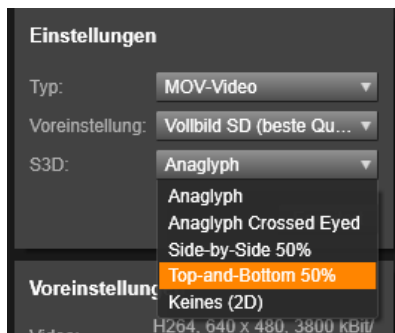 Einstellungen
Typ: MOV-Video
Voreinstellung: Vollbild SD (beste Qu...
S3D: Anaglyph
Anaglyph
Anaglyph Crossed Eyed
Side-by-Side 50%
Top-and-Bottom 50%
Keines (2D)
Voreinstellung
Video: H264, 640 x 480, 3800 kBit/